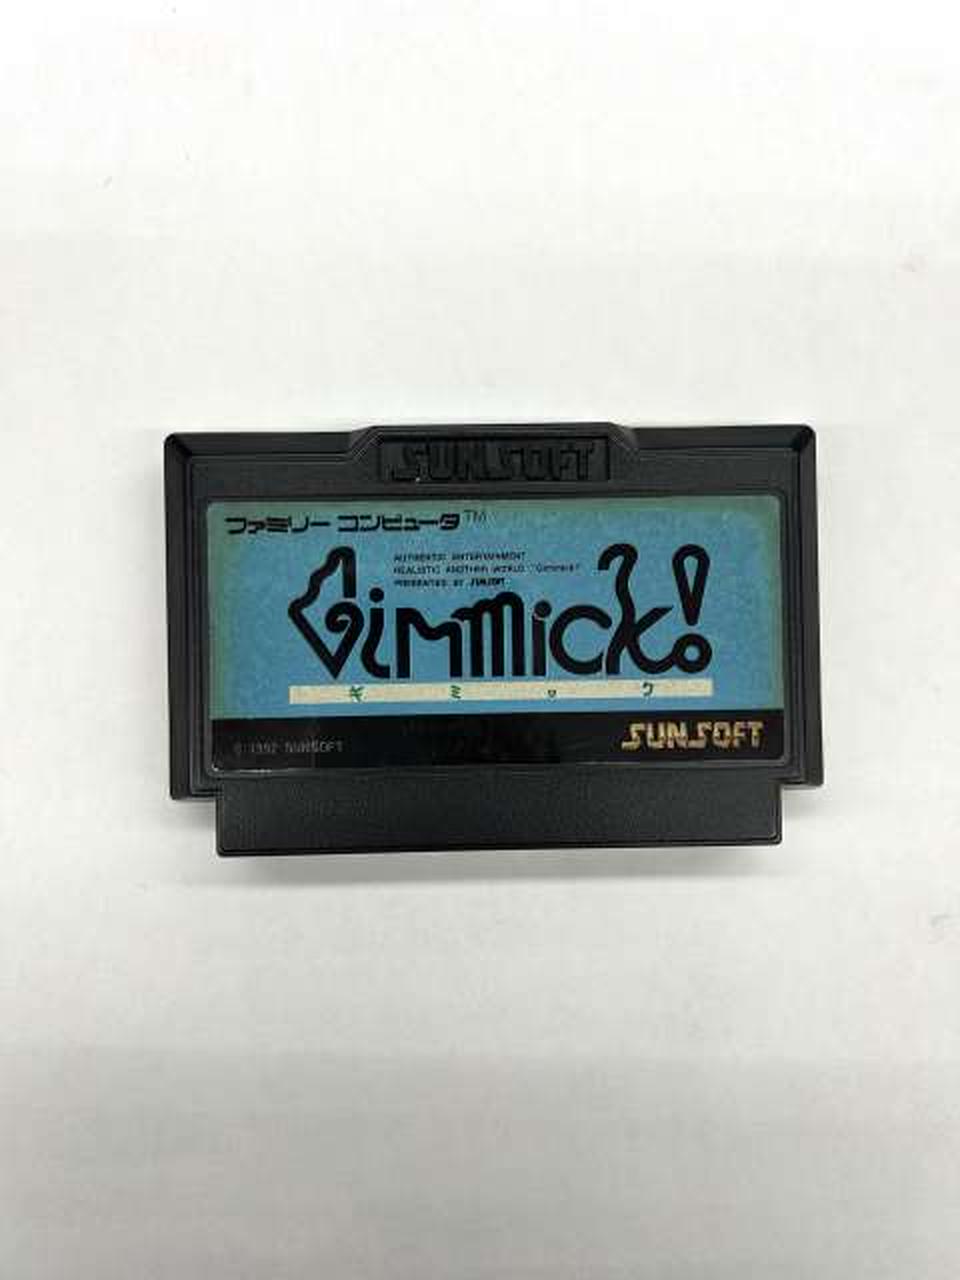 SUNSOFT
ファミリー コンピュータ™
AUTHENTIC ENTERTAINMENT
REALISTIC ANOTHER WORLD "Gimmick!"
PRESENTED BY SUNSOFT
Gimmick!
ギミック
© 1992 SUNSOFT
SUNSOFT